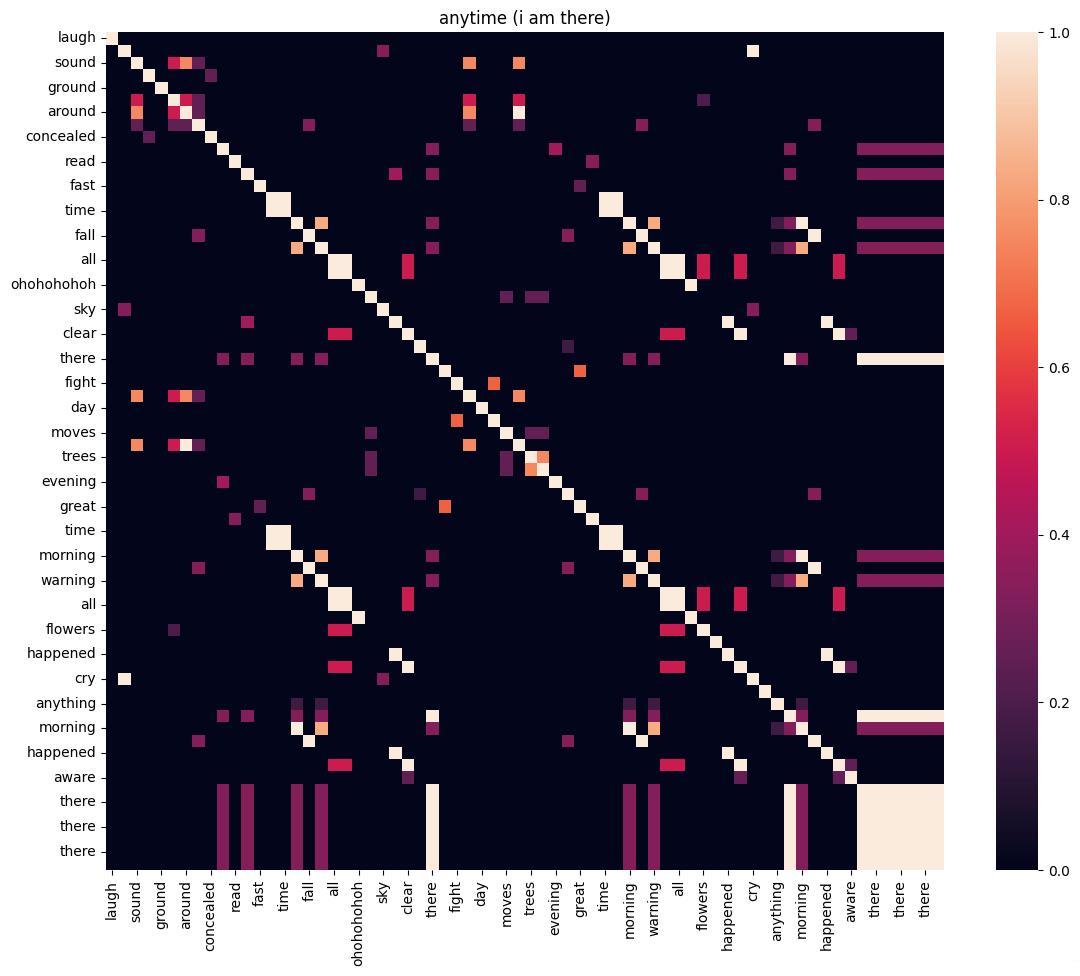 anytime (i am there)
laugh
sound
ground
around
concealed
read
fast
time
fall
all
ohohohohoh
sky
clear
there
fight
day
moves
trees
evening
great
time
morning
warning
all
flowers
happened
cry
anything
morning
happened
aware
there
there
there
1.0
0.8
0.6
0.4
0.2
0.0
laugh
sound
ground
around
concealed
read
fast
time
fall
all
ohohohohoh
sky
clear
there
fight
day
moves
trees
evening
great
time
morning
warning
all
flowers
happened
cry
anything
morning
happened
aware
there
there
there